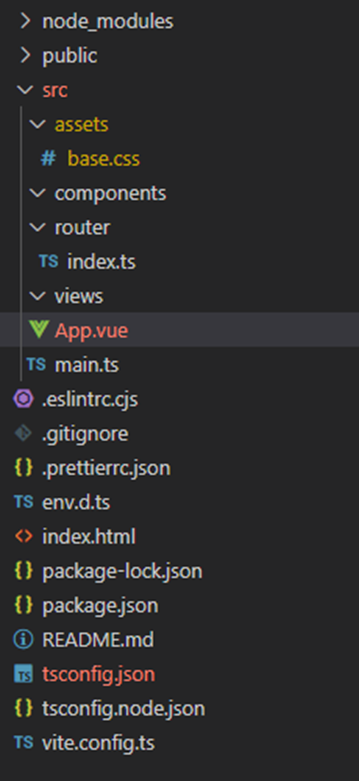 node_modules
public
src
assets
# base.css
components
router
TS index.ts
views
App.vue
TS main.ts
.eslintrc.cjs
.gitignore
{} .prettierrc.json
TS env.d.ts
<> index.html
{} package-lock.json
{} package.json
README.md
TS tsconfig.json
{} tsconfig.node.json
TS vite.config.ts